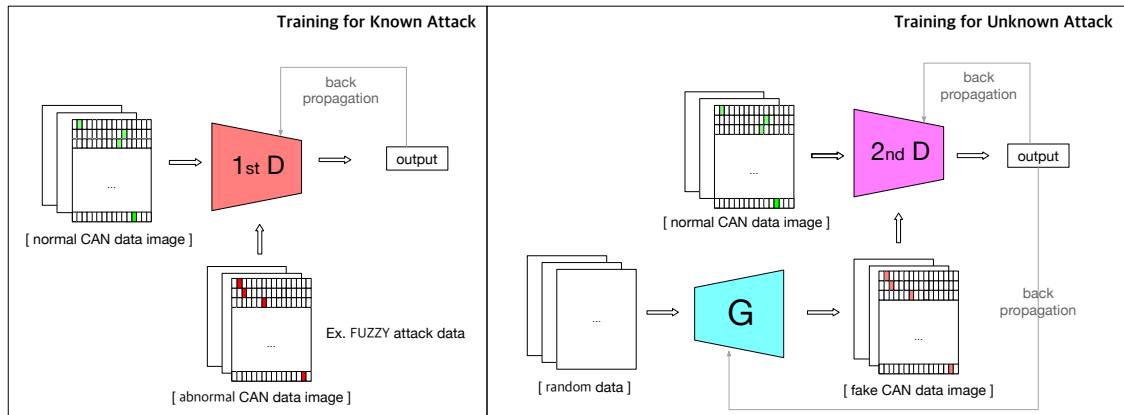 Training for Known Attack
back
propagation
1st D
output
...
[ normal CAN data image ]
...
Ex. FUZZY attack data
[ abnormal CAN data image ]
Training for Unknown Attack
back
propagation
2nd D
output
...
[ normal CAN data image ]
...
G
...
back
propagation
[ random data ]
[ fake CAN data image ]